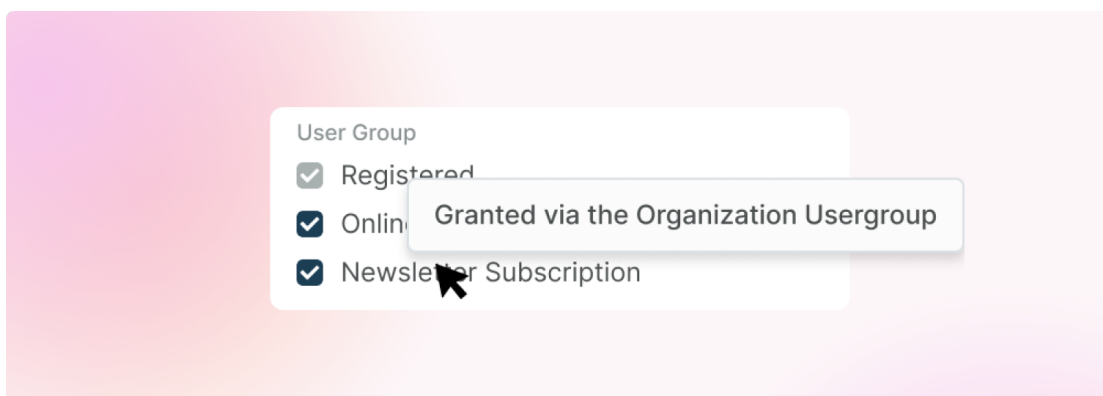 User Group
Registered
Granted via the Organization Usergroup
Newsletter Subscription